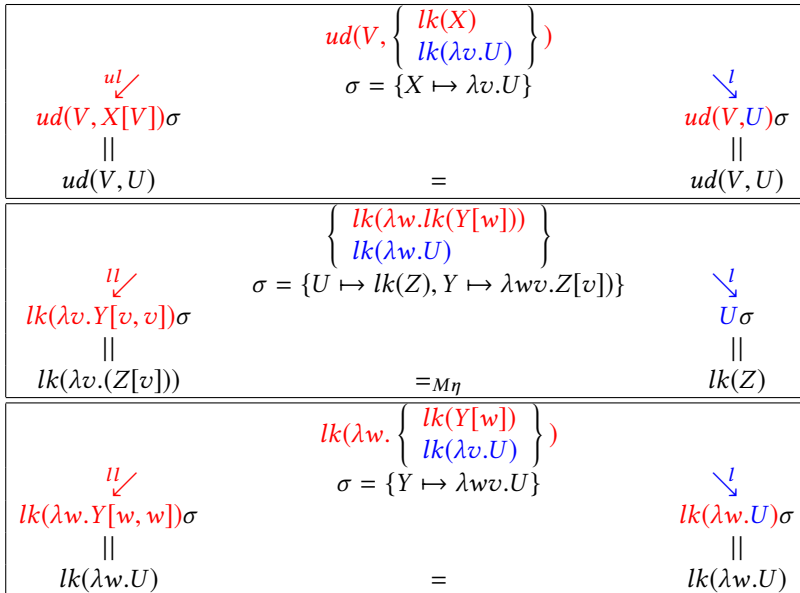 ud(V, { lk(X)
lk(λv.U) } )
ul σ = {X ↦ λv.U} l
ud(V, X[V])σ ud(V,U)σ
|| ||
ud(V, U) = ud(V, U)
{ lk(λw.lk(Y[w]))
lk(λw.U) }
ll σ = {U ↦ lk(Z), Y ↦ λwv.Z[v])} l
lk(λv.Y[v, v])σ Uσ
|| ||
lk(λv.(Z[v])) =Mη lk(Z)
lk(λw. { lk(Y[w])
lk(λv.U) } )
ll σ = {Y ↦ λwv.U} l
lk(λw.Y[w, w])σ lk(λw.U)σ
|| ||
lk(λw.U) = lk(λw.U)